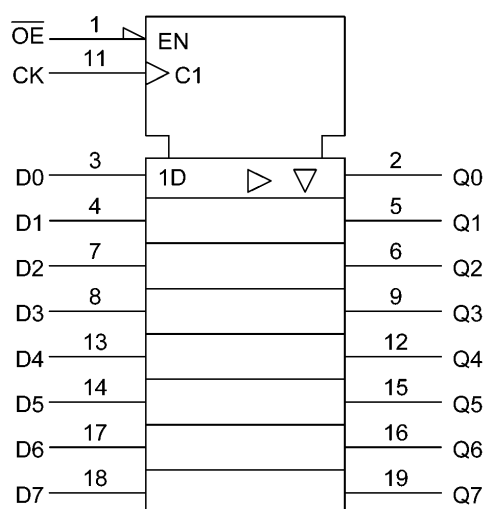 O̅E̅ 1 EN
CK 11 C1
D0 3 1D 2 Q0
D1 4 5 Q1
D2 7 6 Q2
D3 8 9 Q3
D4 13 12 Q4
D5 14 15 Q5
D6 17 16 Q6
D7 18 19 Q7